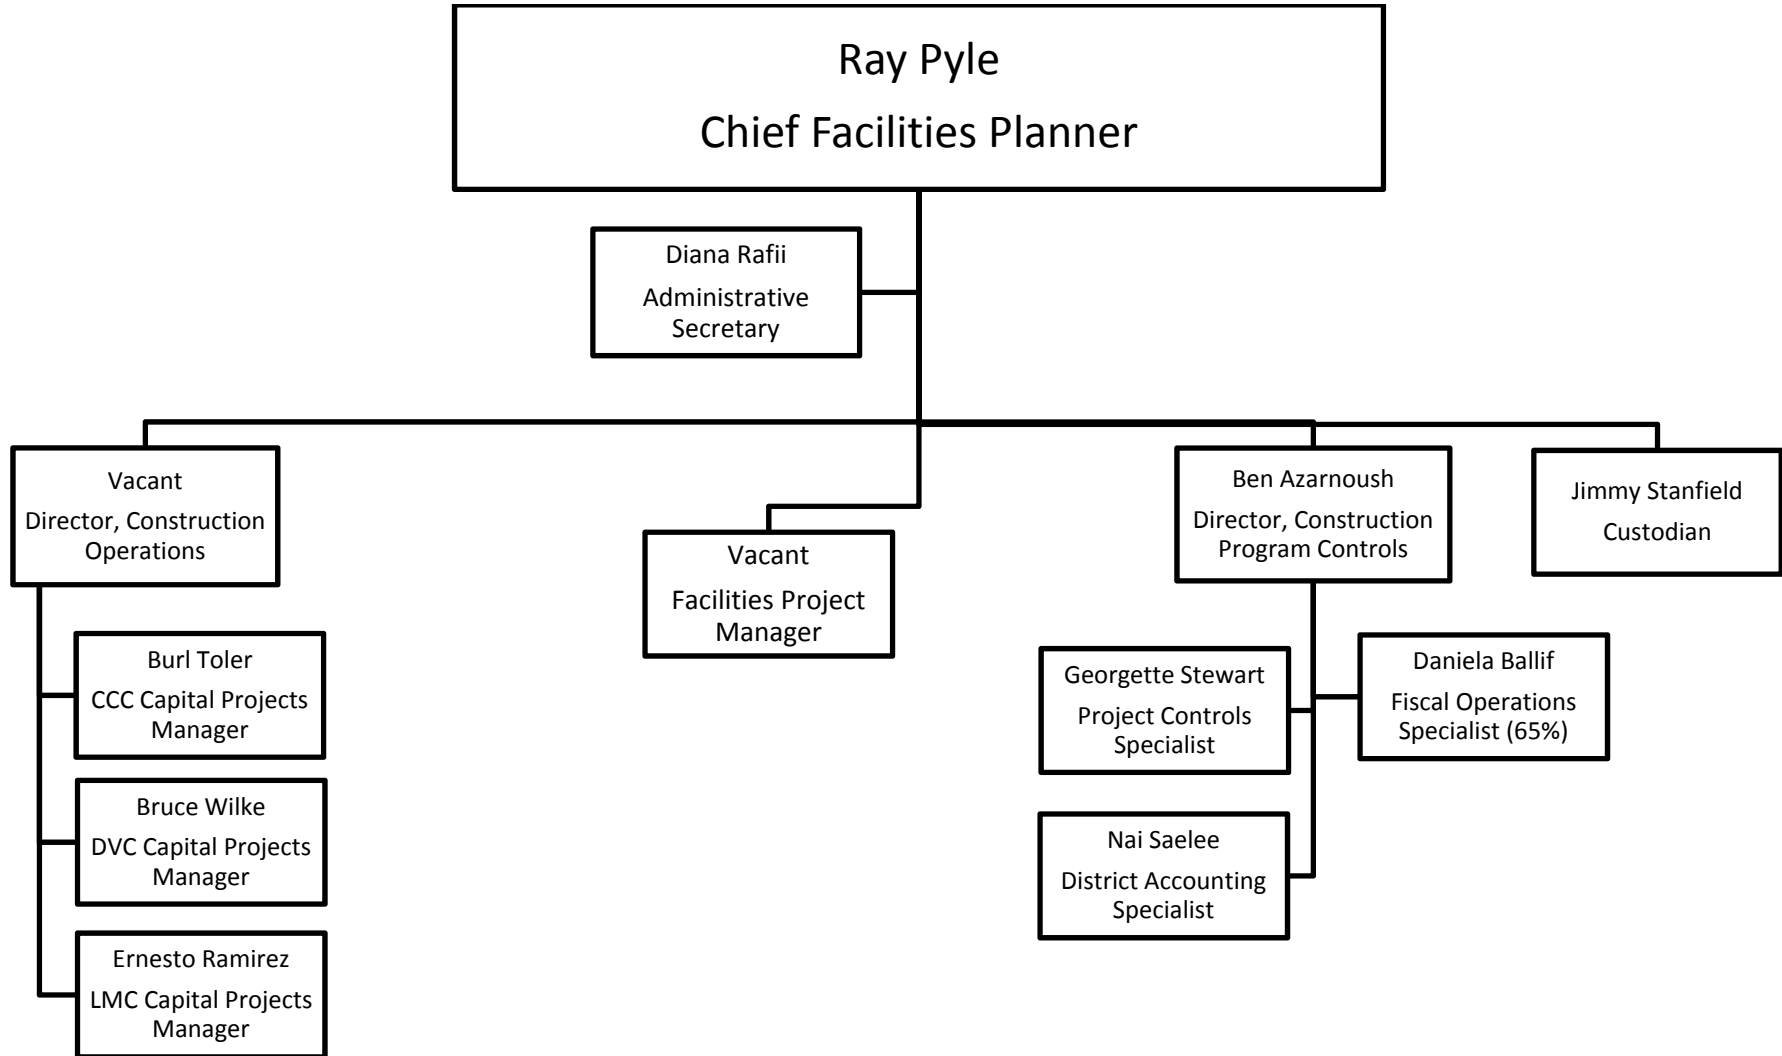 Ray Pyle
Chief Facilities Planner
Diana Rafii
Administrative
Secretary
Vacant
Director, Construction
Operations
Vacant
Facilities Project
Manager
Ben Azarnoush
Director, Construction
Program Controls
Jimmy Stanfield
Custodian
Burl Toler
CCC Capital Projects
Manager
Bruce Wilke
DVC Capital Projects
Manager
Ernesto Ramirez
LMC Capital Projects
Manager
Georgette Stewart
Project Controls
Specialist
Daniela Ballif
Fiscal Operations
Specialist (65%)
Nai Saelee
District Accounting
Specialist